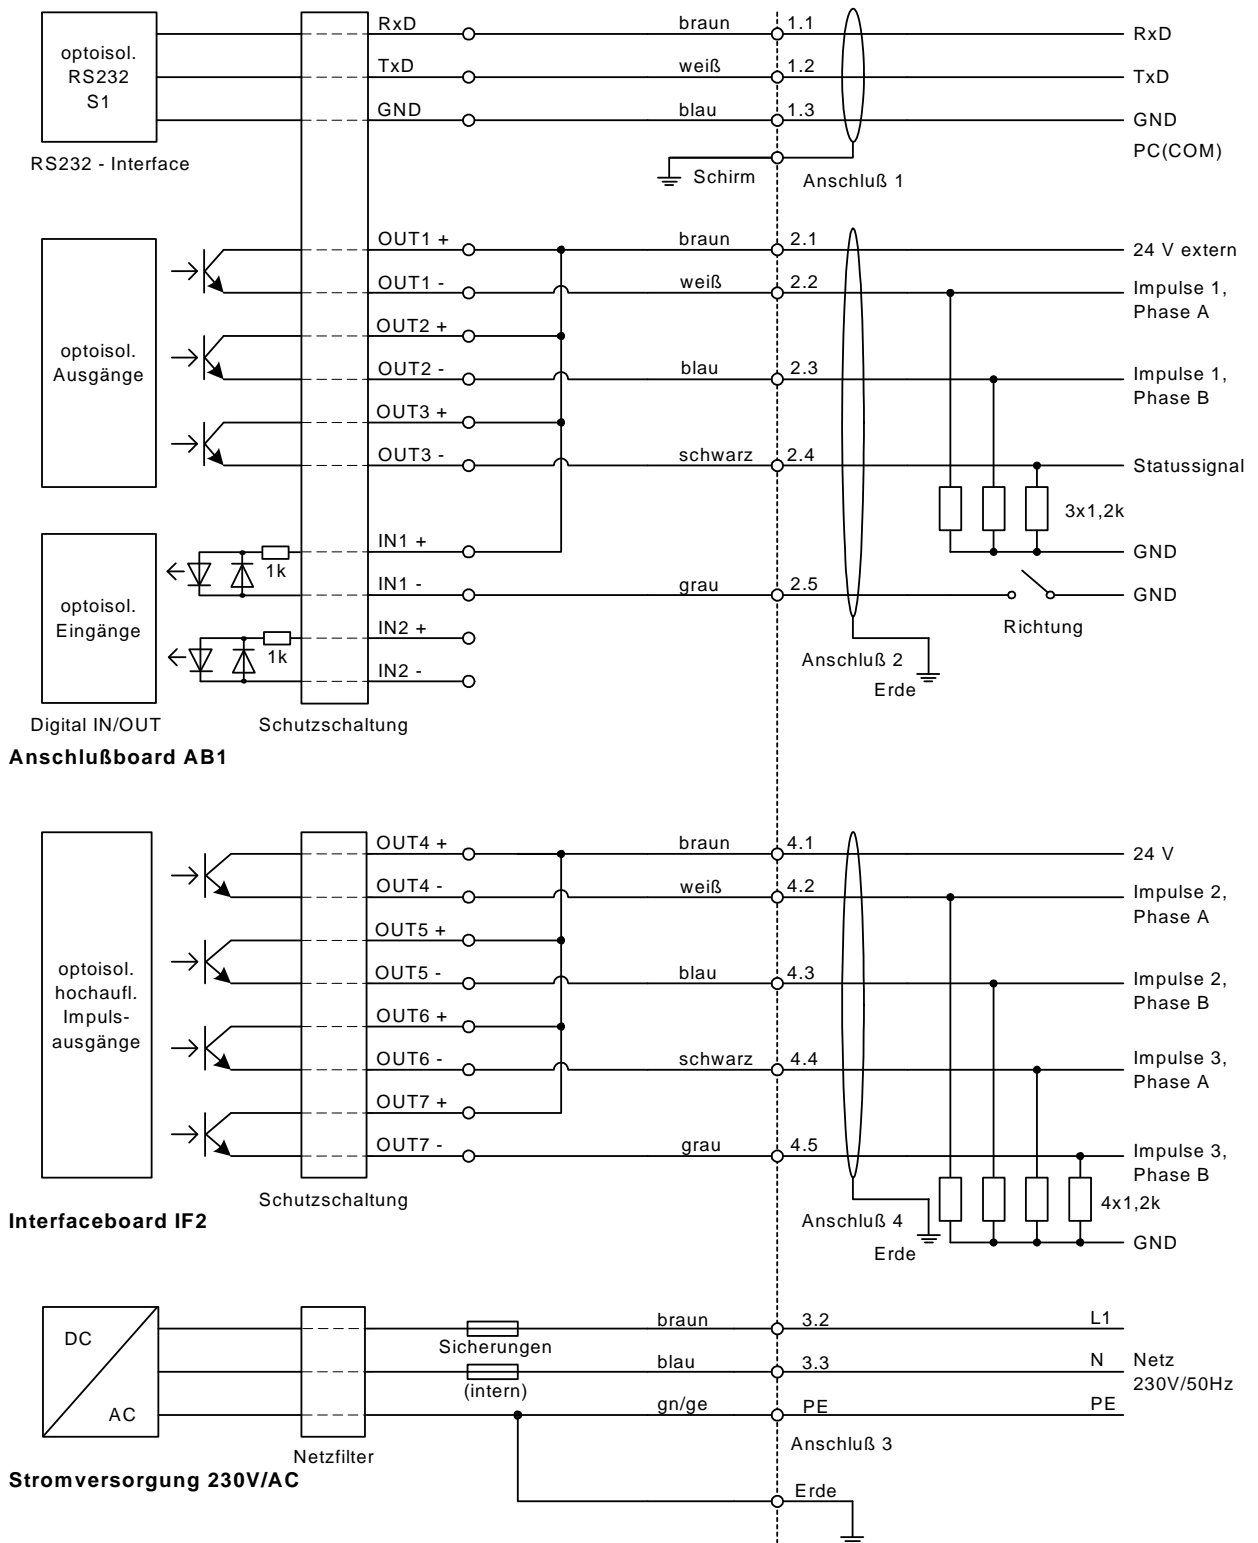 optoisol.
RS232
S1
RS232 - Interface
RxD
braun
1.1
RxD
TxD
weiß
1.2
TxD
GND
blau
1.3
GND
PC(COM)
Schirm
Anschluß 1
optoisol.
Ausgänge
OUT1 +
braun
2.1
24 V extern
OUT1 -
weiß
2.2
Impulse 1,
Phase A
OUT2 +
OUT2 -
blau
2.3
Impulse 1,
Phase B
OUT3 +
OUT3 -
schwarz
2.4
Statussignal
3x1,2k
GND
optoisol.
Eingänge
1k
IN1 +
IN1 -
grau
2.5
GND
Richtung
1k
IN2 +
IN2 -
Anschluß 2
Erde
Digital IN/OUT
Schutzschaltung
Anschlußboard AB1
optoisol.
hochaufl.
Impuls-
ausgänge
OUT4 +
braun
4.1
24 V
OUT4 -
weiß
4.2
Impulse 2,
Phase A
OUT5 +
OUT5 -
blau
4.3
Impulse 2,
Phase B
OUT6 +
OUT6 -
schwarz
4.4
Impulse 3,
Phase A
OUT7 +
OUT7 -
grau
4.5
Impulse 3,
Phase B
4x1,2k
GND
Schutzschaltung
Anschluß 4
Erde
Interfaceboard IF2
DC
AC
braun
3.2
L1
Sicherungen
(intern)
blau
3.3
N
Netz
230V/50Hz
gn/ge
PE
PE
Netzfilter
Anschluß 3
Stromversorgung 230V/AC
Erde